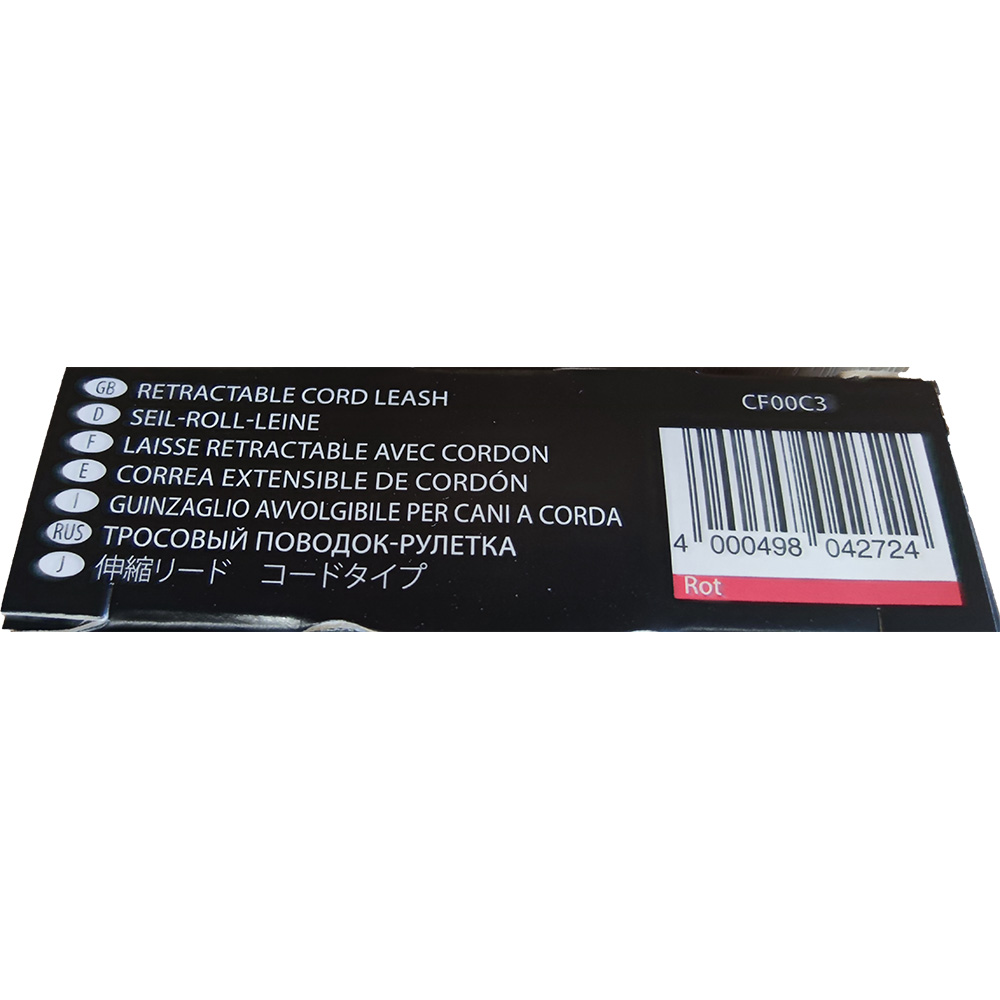 GB RETRACTABLE CORD LEASH
D SEIL-ROLL-LEINE
F LAISSE RETRACTABLE AVEC CORDON
E CORREA EXTENSIBLE DE CORDÓN
I GUINZAGLIO AVVOLGIBILE PER CANI A CORDA
RUS ТРОСОВЫЙ ПОВОДОК-РУЛЕТКА
J 伸縮リード コードタイプ
CF00C3
4 000498 042724
Rot